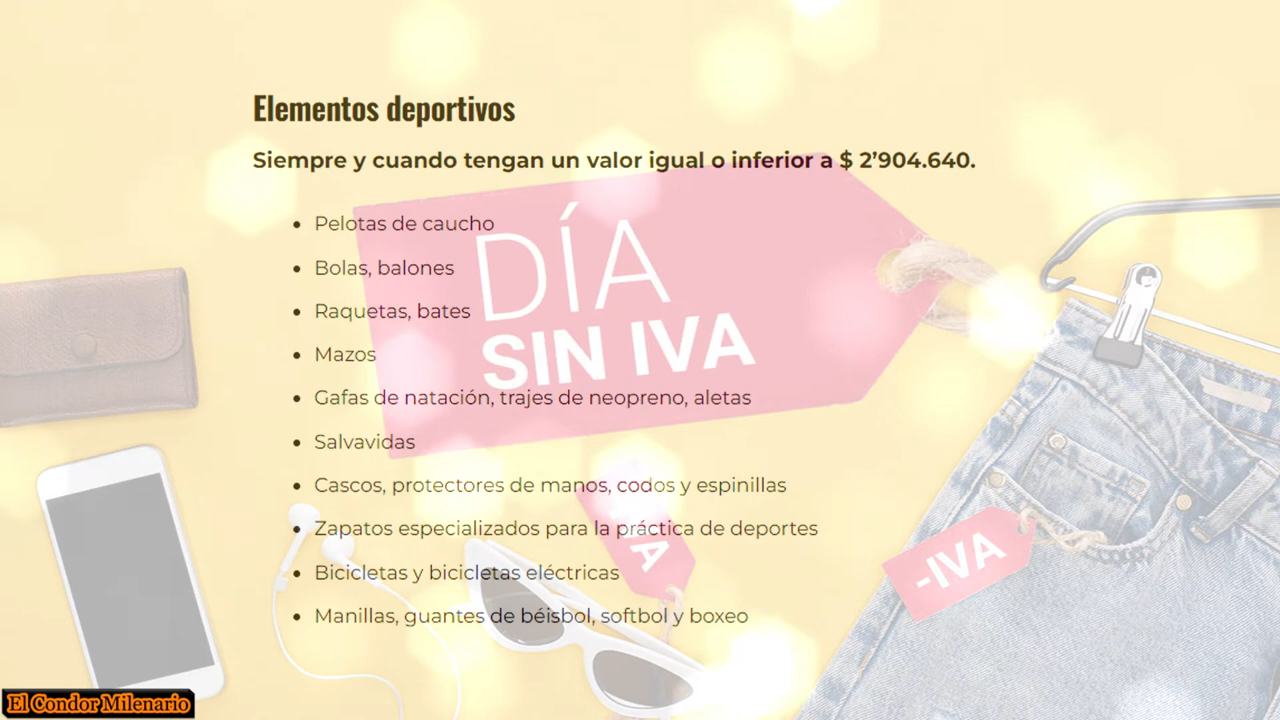 Elementos deportivos
Siempre y cuando tengan un valor igual o inferior a $ 2’904.640.
• Pelotas de caucho
• Bolas, balones
• Raquetas, bates
• Mazos
• Gafas de natación, trajes de neopreno, aletas
• Salvavidas
• Cascos, protectores de manos, codos y espinillas
• Zapatos especializados para la práctica de deportes
• Bicicletas y bicicletas eléctricas
• Manillas, guantes de béisbol, softbol y boxeo
DÍA
SIN IVA
-IVA
El Condor Milenario